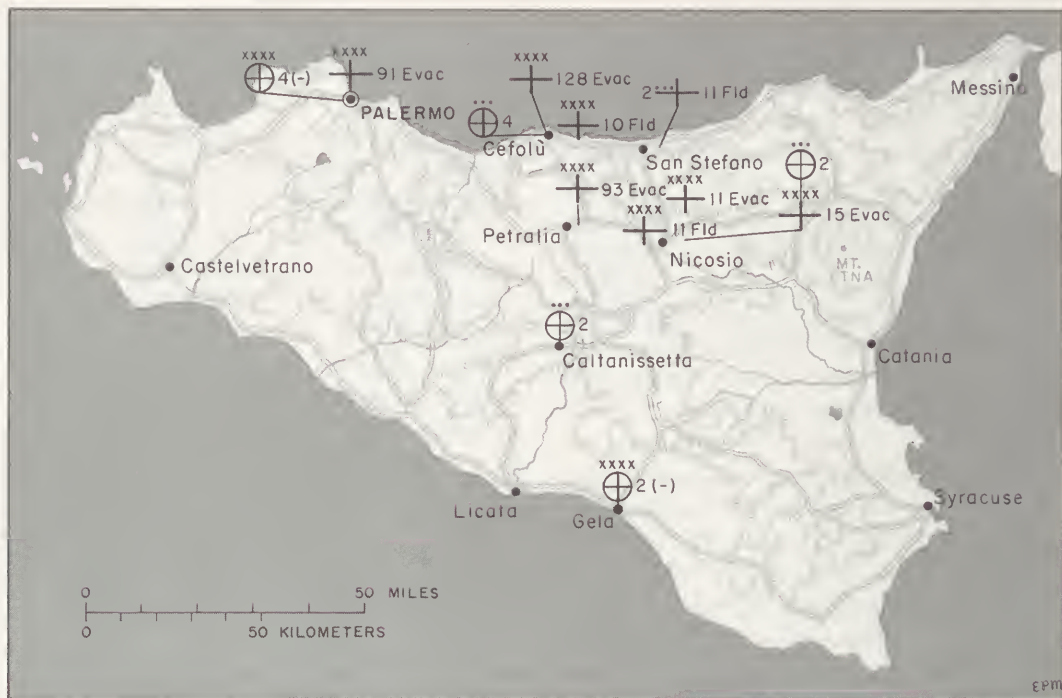 xxxx
4(-)
xxxx
91 Evac
PALERMO
xxxx
128 Evac
4
Cefolù
xxxx
10 Fld
2
11 Fld
San Stefano
Messina
2
xxxx
93 Evac
xxxx
11 Evac
xxxx
15 Evac
Petralia
xxxx
11 Fld
Nicosio
Castelvetrano
MT.
TNA
2
Caltanissetta
Catania
xxxx
2(-)
Licata
Gela
Syracuse
0 50 MILES
0 50 KILOMETERS